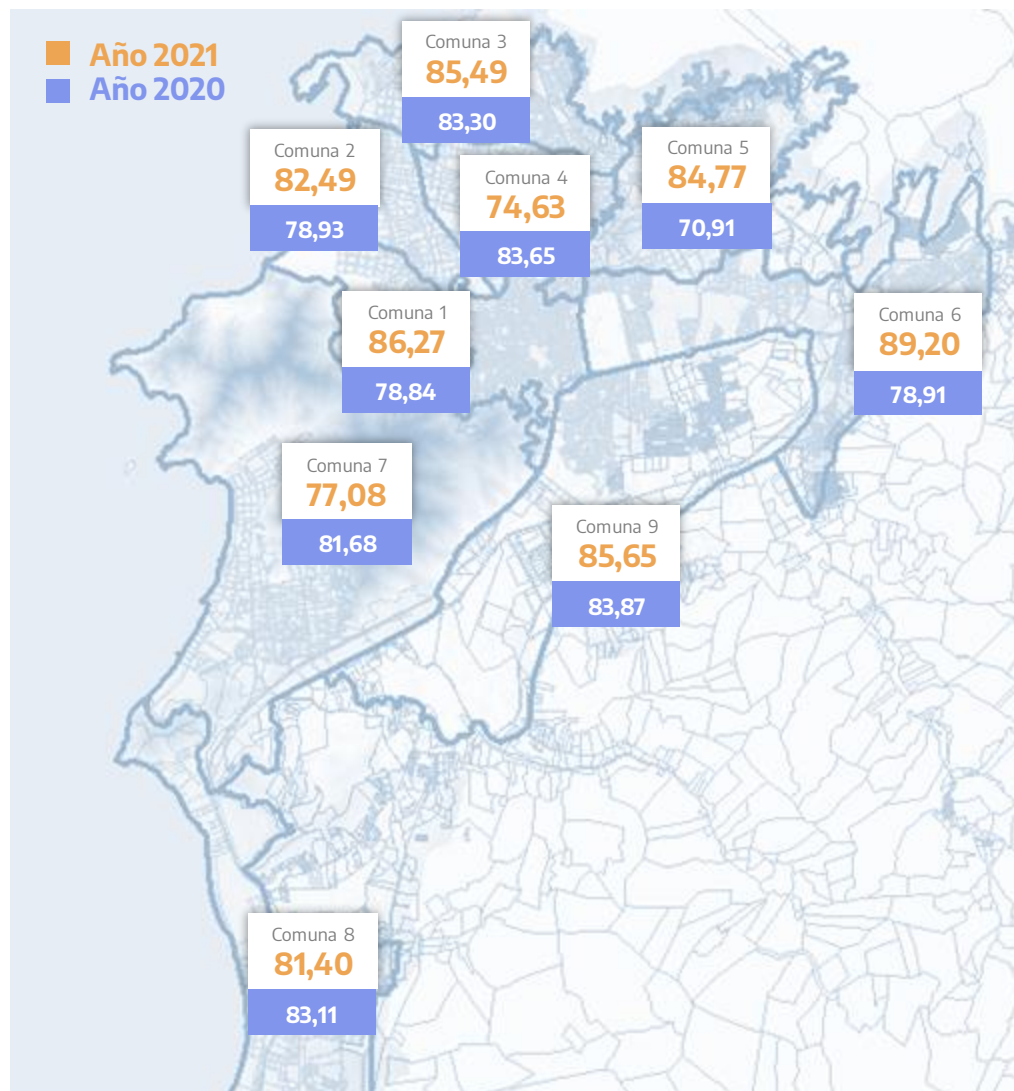 Año 2021
Año 2020
Comuna 3
85,49
83,30
Comuna 2
82,49
78,93
Comuna 4
74,63
83,65
Comuna 5
84,77
70,91
Comuna 1
86,27
78,84
Comuna 6
89,20
78,91
Comuna 7
77,08
81,68
Comuna 9
85,65
83,87
Comuna 8
81,40
83,11